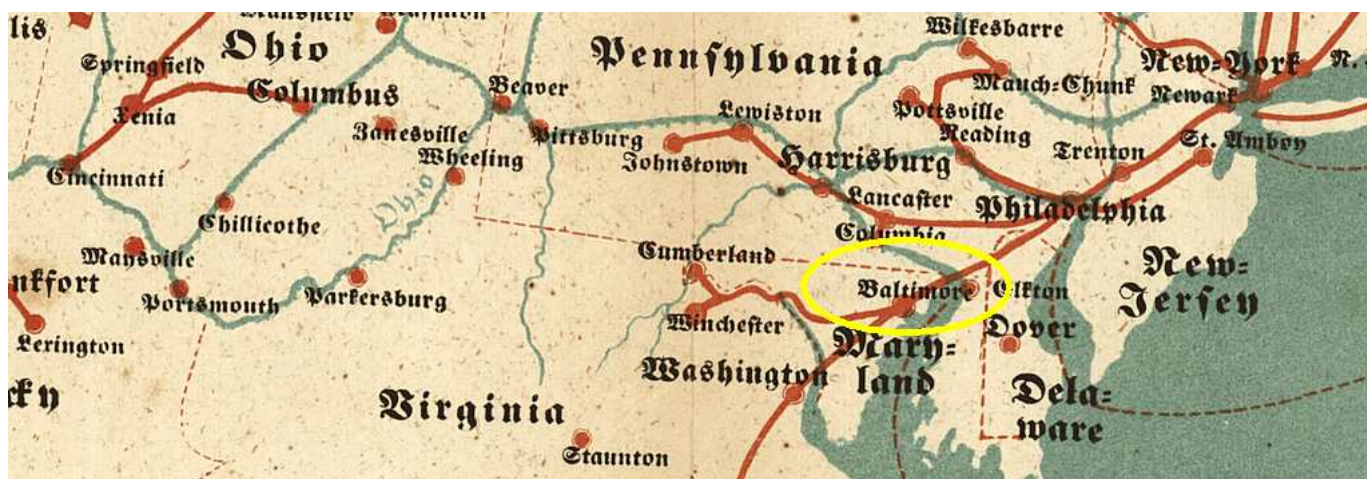 lis
Ohio
Springfield
Xenia
Columbus
Zanesville
Wheeling
Beaver
Pittsburg
Cincinnati
Chillicothe
Ohio
Maysville
Portsmouth
Parkersburg
nkfort
Lexington
cky
Virginia
Staunton
Pennsylvania
Wilkesbarre
Mauch-Chunk
Pottsville
Reading
Lewiston
Johnstown
Harrisburg
Lancaster
Columbia
Philadelphia
Trenton
New-York
Newark
N.
St. Amboy
New-
Jersey
Cumberland
Winchester
Baltimore
Elkton
Dover
Mary-
land
Washington
Dela-
ware